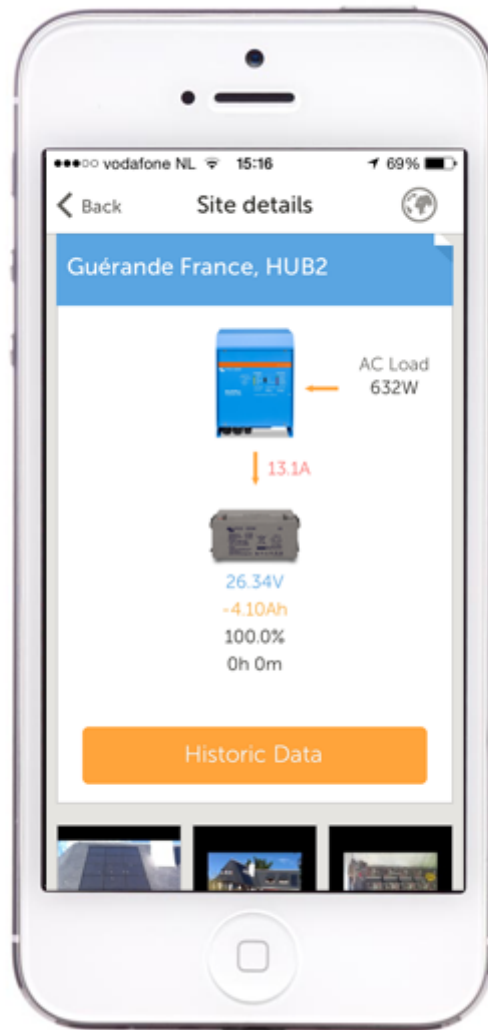 vodafone NL 15:16 69%
Back Site details
Guérande France, HUB2
AC Load
632W
13.1A
26.34V
-4.10Ah
100.0%
0h 0m
Historic Data